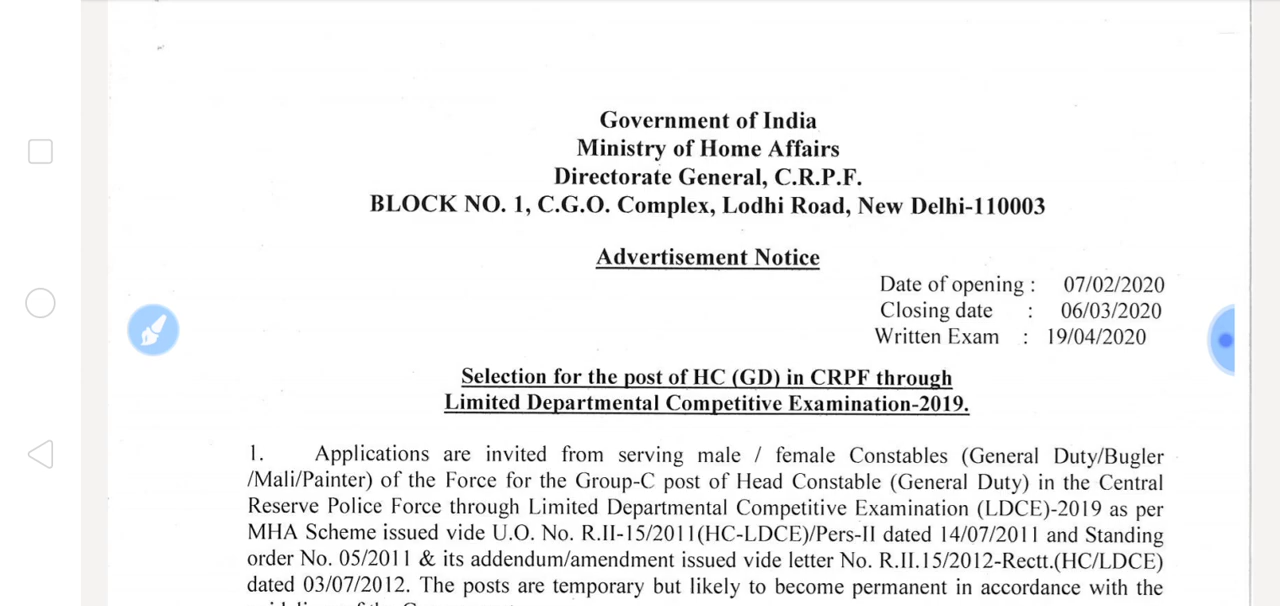 Government of India
Ministry of Home Affairs
Directorate General, C.R.P.F.
BLOCK NO. 1, C.G.O. Complex, Lodhi Road, New Delhi-110003
Advertisement Notice
Date of opening : 07/02/2020
Closing date : 06/03/2020
Written Exam : 19/04/2020
Selection for the post of HC (GD) in CRPF through
Limited Departmental Competitive Examination-2019.
1. Applications are invited from serving male / female Constables (General Duty/Bugler
/Mali/Painter) of the Force for the Group-C post of Head Constable (General Duty) in the Central
Reserve Police Force through Limited Departmental Competitive Examination (LDCE)-2019 as per
MHA Scheme issued vide U.O. No. R.II-15/2011(HC-LDCE)/Pers-II dated 14/07/2011 and Standing
order No. 05/2011 & its addendum/amendment issued vide letter No. R.II.15/2012-Rectt.(HC/LDCE)
dated 03/07/2012. The posts are temporary but likely to become permanent in accordance with the